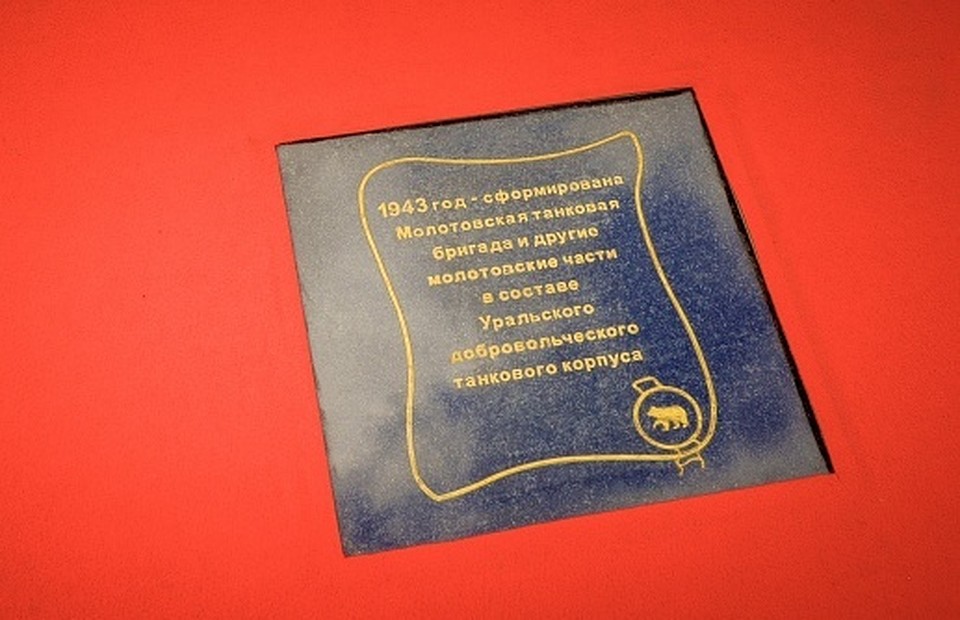 1943 год - сформирована
Молотовская танковая
бригада и другие
молотовские части
в составе
Уральского
добровольческого
танкового корпуса